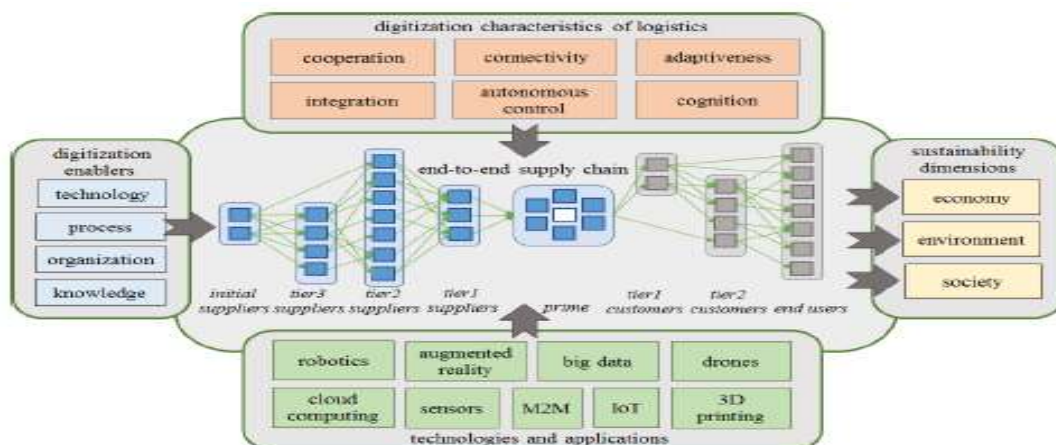 digitization characteristics of logistics
cooperation
connectivity
adaptiveness
integration
autonomous
control
cognition
digitization
enablers
technology
process
organization
knowledge
end-to-end supply chain
initial
suppliers
tier3
suppliers
tier2
suppliers
tier1
suppliers
prime
tier1
customers
tier2
customers
end users
sustainability
dimensions
economy
environment
society
robotics
augmented
reality
big data
drones
cloud
computing
sensors
M2M
IoT
3D
printing
technologies and applications